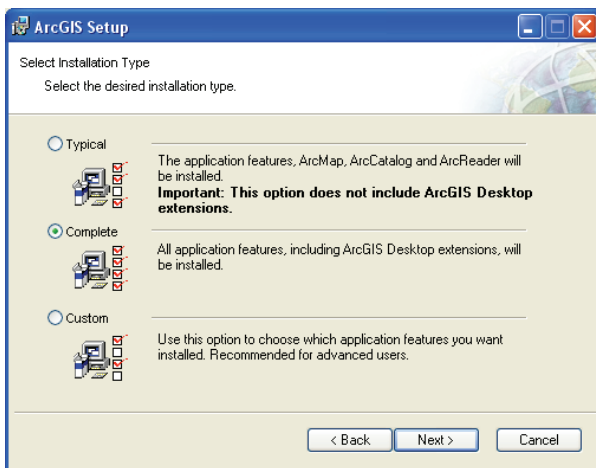 ArcGIS Setup
Select Installation Type
Select the desired installation type.
Typical
The application features, ArcMap, ArcCatalog and ArcReader will
be installed.
Important: This option does not include ArcGIS Desktop
extensions.
Complete
All application features, including ArcGIS Desktop extensions, will
be installed.
Custom
Use this option to choose which application features you want
installed. Recommended for advanced users.
< Back Next > Cancel